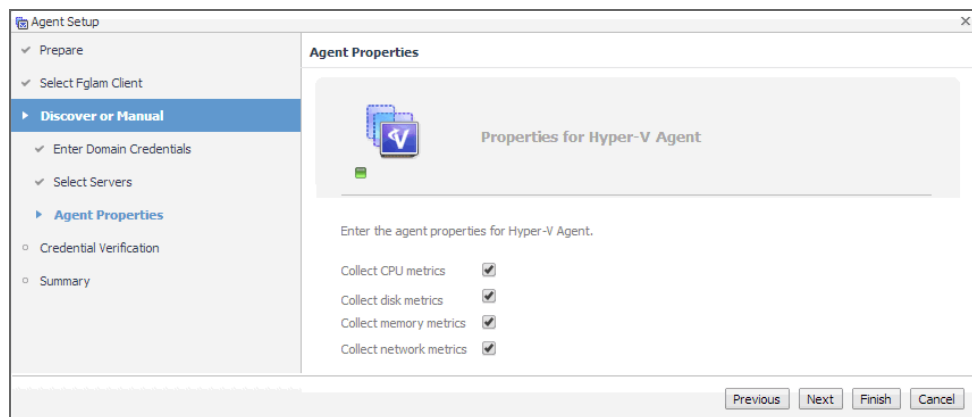 Agent Setup
Prepare
Select Fglam Client
Discover or Manual
Enter Domain Credentials
Select Servers
Agent Properties
Credential Verification
Summary
Agent Properties
Properties for Hyper-V Agent
Enter the agent properties for Hyper-V Agent.
Collect CPU metrics
Collect disk metrics
Collect memory metrics
Collect network metrics
Previous Next Finish Cancel